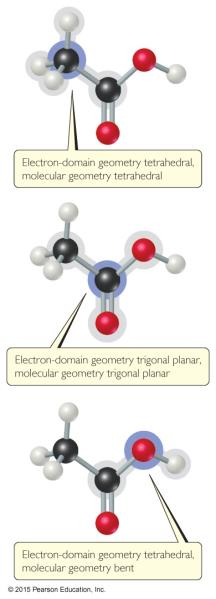 Electron-domain geometry tetrahedral,
molecular geometry tetrahedral
Electron-domain geometry trigonal planar,
molecular geometry trigonal planar
Electron-domain geometry tetrahedral,
molecular geometry bent
© 2015 Pearson Education, Inc.